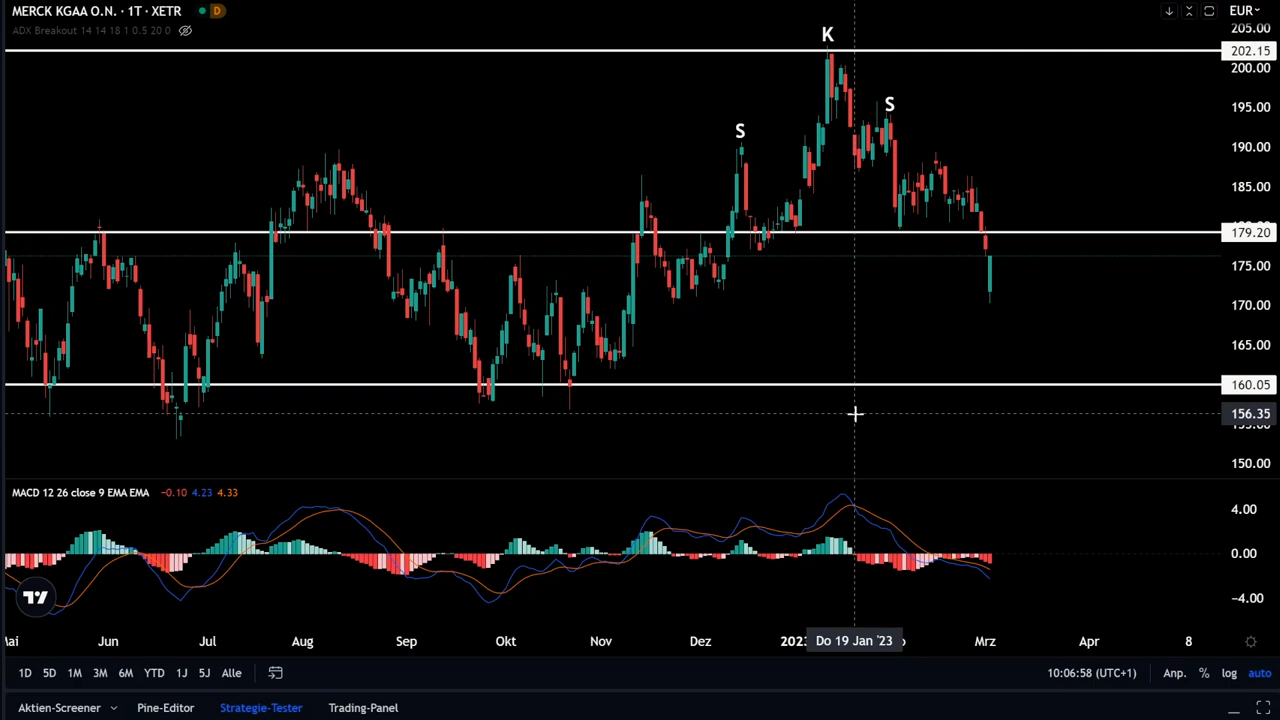 MERCK KGAA O.N. · 1T · XETR D
ADX Breakout 14 14 18 1 0.5 20 0
EUR
205.00
202.15
200.00
195.00
190.00
185.00
179.20
175.00
170.00
165.00
160.05
156.35
150.00
K
S
S
MACD 12 26 close 9 EMA EMA −0.10 4.23 4.33
4.00
0.00
−4.00
Jun Jul Aug Sep Okt Nov Dez 2023 Do 19 Jan '23 Mrz Apr 8
1D 5D 1M 3M 6M YTD 1J 5J Alle 10:06:58 (UTC+1) Anp. % log auto
Aktien-Screener Pine-Editor Strategie-Tester Trading-Panel